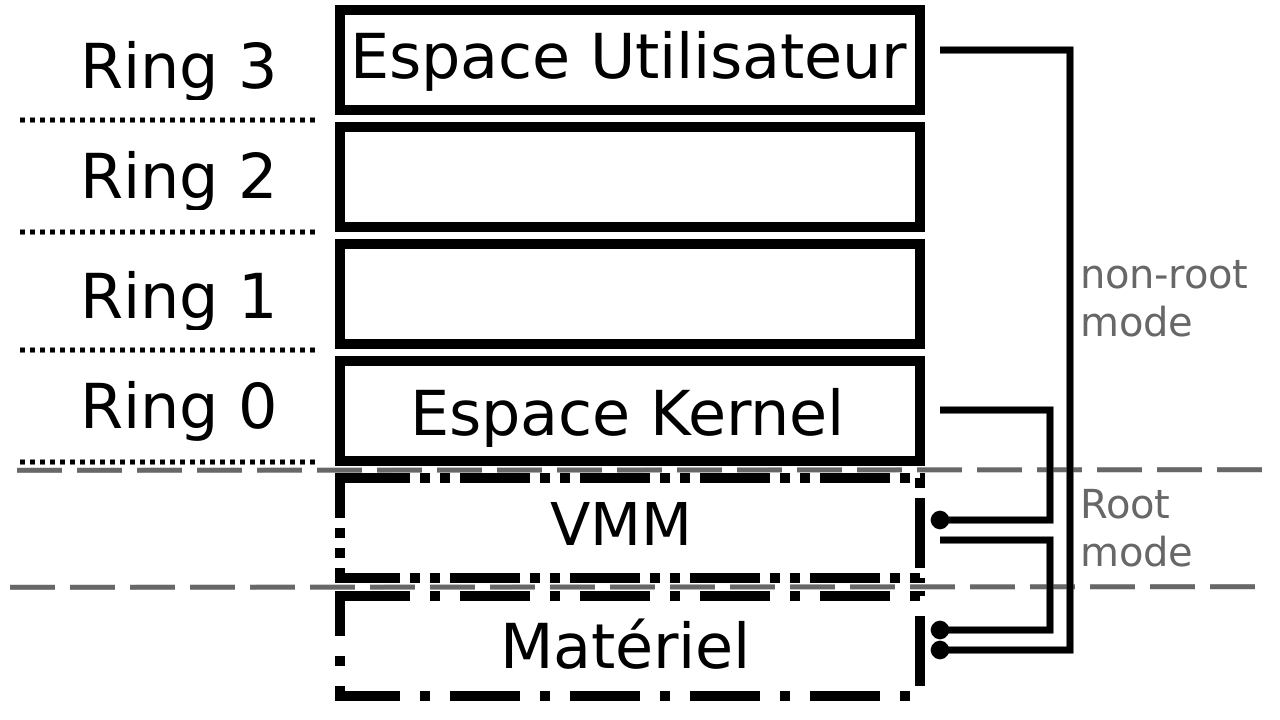 Ring 3
Espace Utilisateur
Ring 2
Ring 1
non-root
mode
Ring 0
Espace Kernel
VMM
Root
mode
Matériel